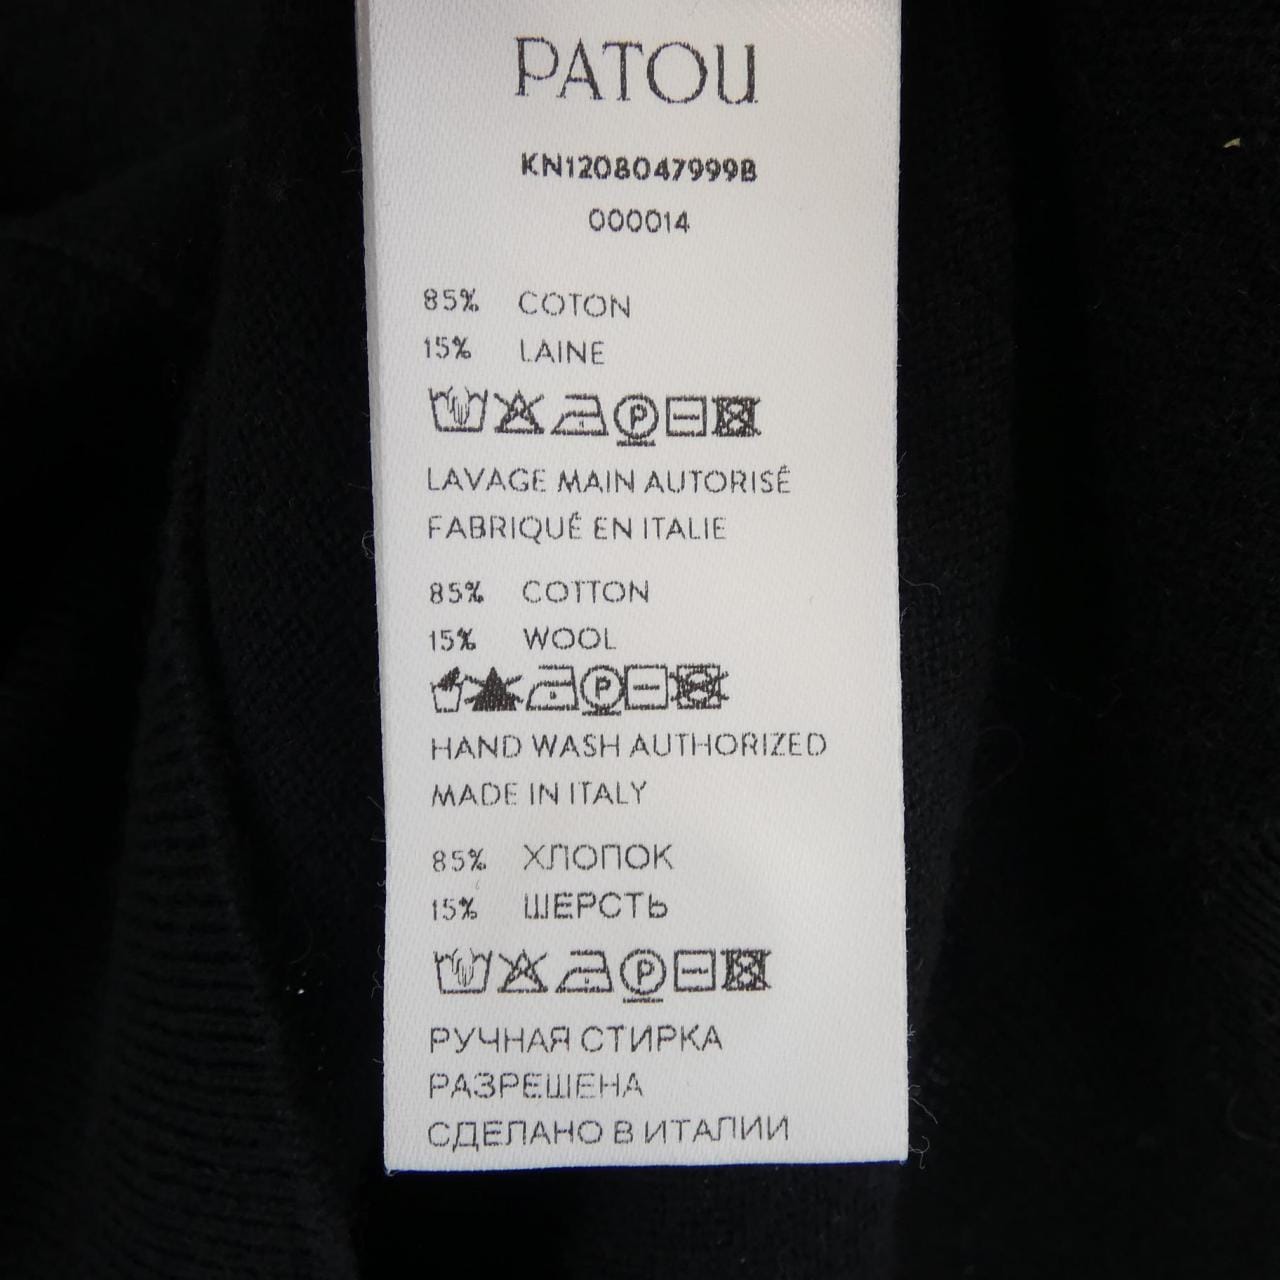 PATOU
KN1208047999B
000014
85% COTON
15% LAINE
P
LAVAGE MAIN AUTORISÉ
FABRIQUÉ EN ITALIE
85% COTTON
15% WOOL
P
HAND WASH AUTHORIZED
MADE IN ITALY
85% ХЛОПОК
15% ШЕРСТЬ
P
РУЧНАЯ СТИРКА
РАЗРЕШЕНА
СДЕЛАНО В ИТАЛИИ